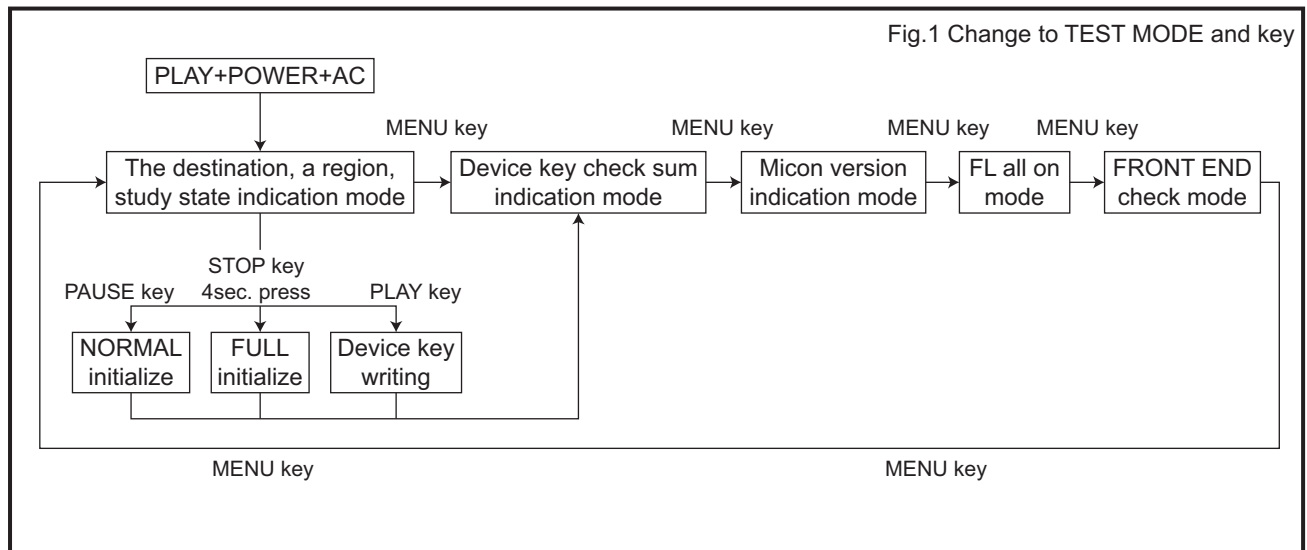 Fig.1 Change to TEST MODE and key
PLAY+POWER+AC
MENU key
MENU key
MENU key
MENU key
The destination, a region,
study state indication mode
Device key check sum
indication mode
Micon version
indication mode
FL all on
mode
FRONT END
check mode
STOP key
4sec. press
PAUSE key
PLAY key
NORMAL
initialize
FULL
initialize
Device key
writing
MENU key
MENU key